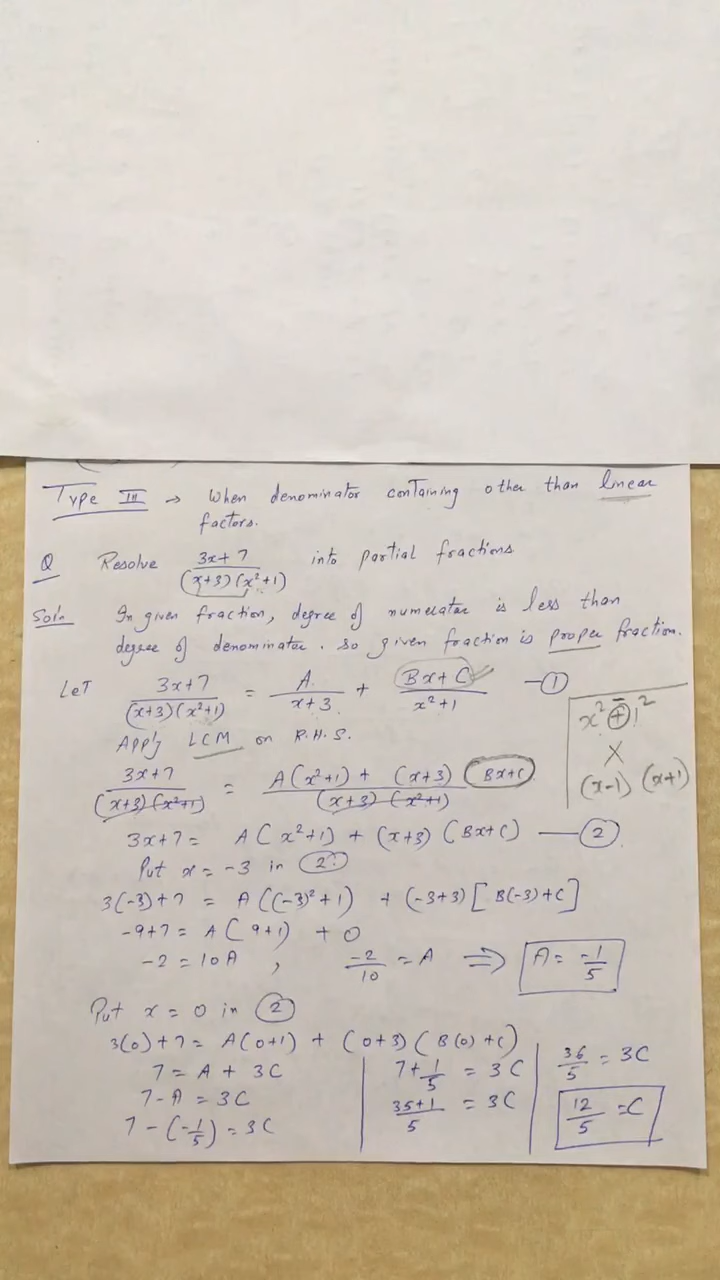 Type III → When denominator containing other than linear
factors.
Q Resolve (3x+7)/((x+3)(x²+1)) into partial fractions.
Soln In given fraction, degree of numerator is less than
degree of denominator. So given fraction is proper fraction.
Let (3x+7)/((x+3)(x²+1)) = A/(x+3) + (Bx+C)/(x²+1) — ①
Apply LCM on R.H.S.
(3x+7)/((x+3)(x²+1)) = (A(x²+1) + (x+3)(Bx+C))/((x+3)(x²+1))
x² + 1²
×
(x-1) (x+1)
3x+7 = A(x²+1) + (x+3)(Bx+C) — ②
Put x = -3 in ②
3(-3)+7 = A((-3)²+1) + (-3+3)[B(-3)+C]
-9+7 = A(9+1) + 0
-2 = 10A , -2/10 = A ⇒ A = -1/5
Put x = 0 in ②
3(0)+7 = A(0+1) + (0+3)(B(0)+C)
7 = A + 3C
7-A = 3C
7-(-1/5) = 3C
7+1/5 = 3C
(35+1)/5 = 3C
36/5 = 3C
12/5 = C